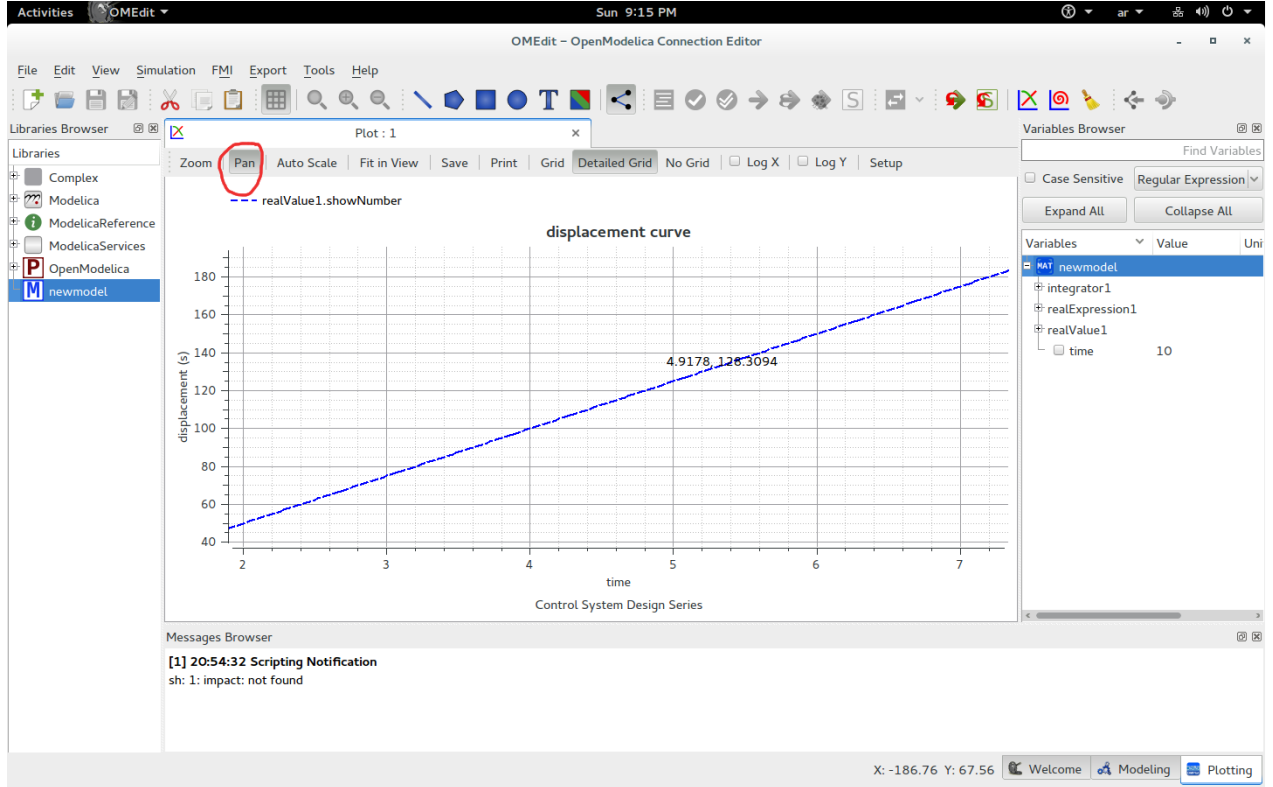 Activities OMEdit Sun 9:15 PM ar
OMEdit - OpenModelica Connection Editor
File Edit View Simulation FMI Export Tools Help
T S S
Libraries Browser
Plot : 1
Variables Browser
Libraries
Zoom Pan Auto Scale Fit in View Save Print Grid Detailed Grid No Grid Log X Log Y Setup
Find Variables
Complex
Modelica
ModelicaReference
ModelicaServices
P OpenModelica
M newmodel
Case Sensitive Regular Expression
Expand All Collapse All
Variables Value Uni
MAT newmodel
integrator1
realExpression1
realValue1
time 10
realValue1.showNumber
displacement curve
180
160
140
120
100
80
60
40
displacement (s)
4.9178, 128.3094
2 3 4 5 6 7
time
Control System Design Series
Messages Browser
[1] 20:54:32 Scripting Notification
sh: 1: impact: not found
X: -186.76 Y: 67.56 Welcome Modeling Plotting